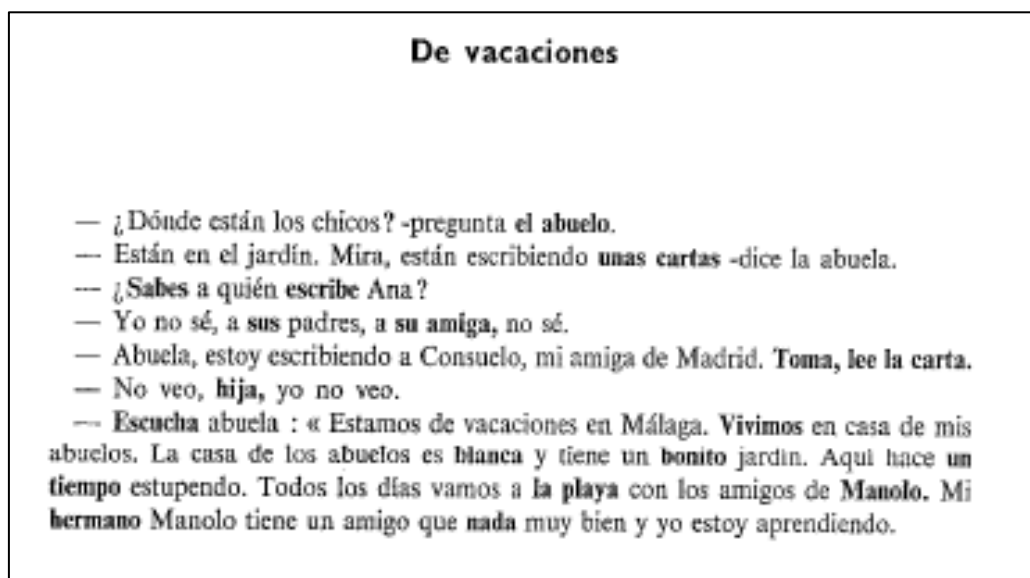 De vacaciones
— ¿Dónde están los chicos? -pregunta el abuelo.
— Están en el jardín. Mira, están escribiendo unas cartas -dice la abuela.
— ¿Sabes a quién escribe Ana?
— Yo no sé, a sus padres, a su amiga, no sé.
— Abuela, estoy escribiendo a Consuelo, mi amiga de Madrid. Toma, lee la carta.
— No veo, hija, yo no veo.
— Escucha abuela : « Estamos de vacaciones en Málaga. Vivimos en casa de mis
abuelos. La casa de los abuelos es blanca y tiene un bonito jardín. Aquí hace un
tiempo estupendo. Todos los días vamos a la playa con los amigos de Manolo. Mi
hermano Manolo tiene un amigo que nada muy bien y yo estoy aprendiendo.